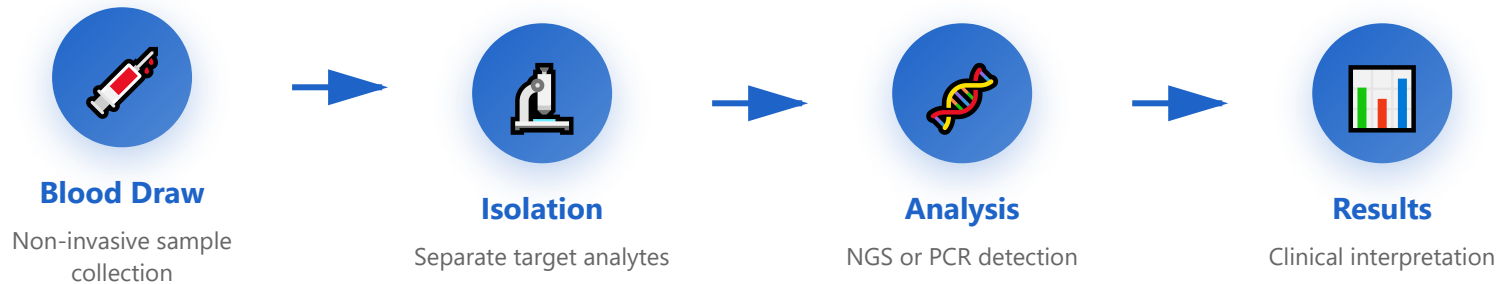 Blood Draw
Non-invasive sample
collection
Isolation
Separate target analytes
Analysis
NGS or PCR detection
Results
Clinical interpretation